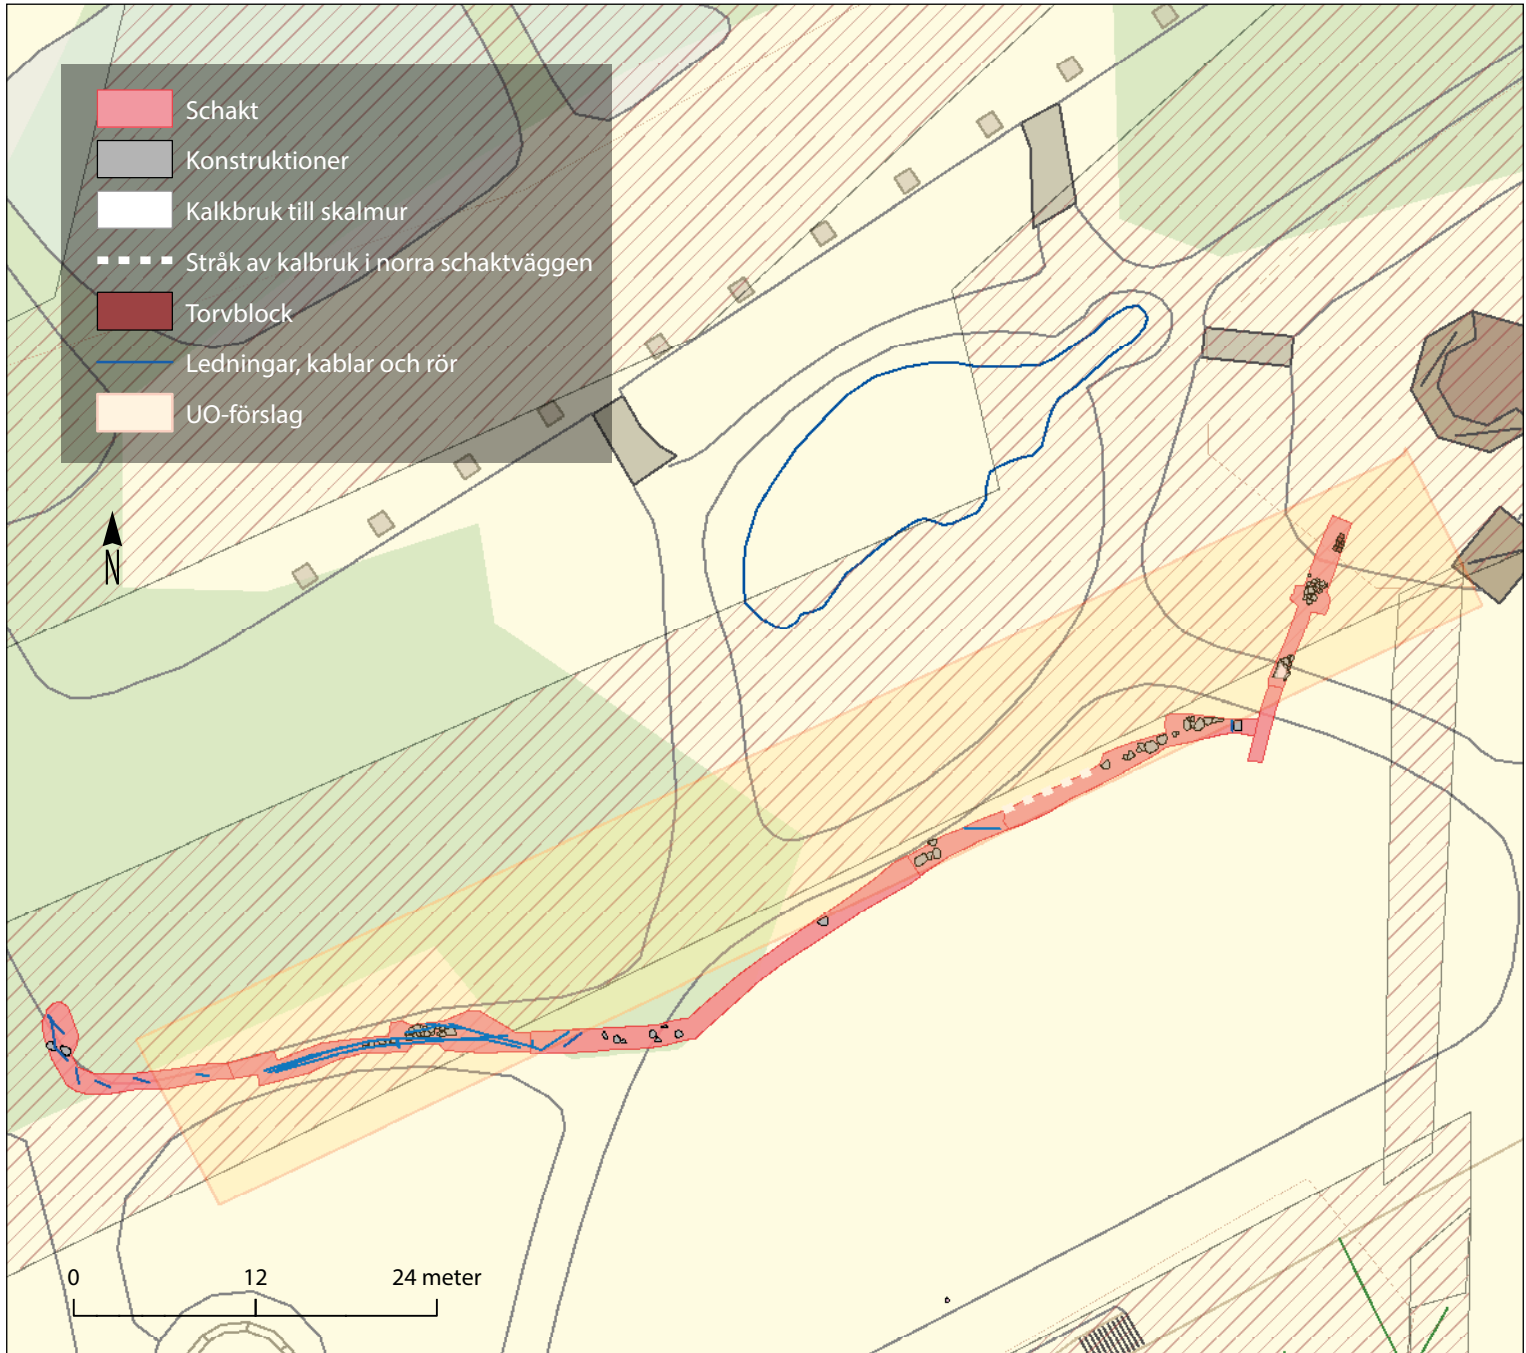 Schakt
Konstruktioner
Kalkbruk till skalmur
Stråk av kalbruk i norra schaktväggen
Torvblock
Ledningar, kablar och rör
UO-förslag
N
0 12 24 meter